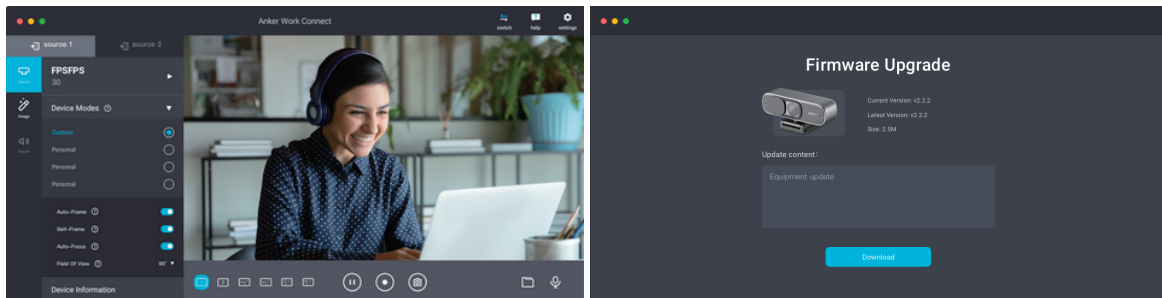 Anker Work Connect
switch
help
settings
source 1
source 2
FPSFPS
30
Device Modes
Image
Custom
Personal
Personal
Personal
Auto-Frame
Self-Frame
Auto-Focus
Field Of View
90°
Device Information
Firmware Upgrade
Current Version: v2.2.2
Latest Version: v2.2.2
Size: 2.5M
Update content:
Equipment update
Download